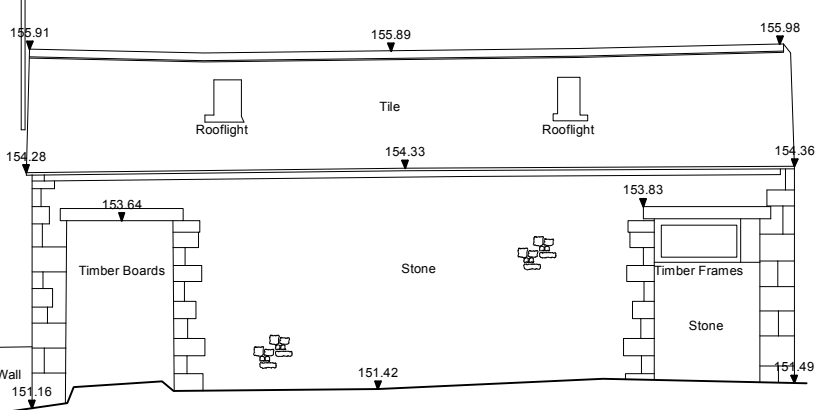 155.91
155.89
155.98
Tile
Rooflight
Rooflight
154.28
154.33
154.36
153.83
153.64
Timber Boards
Stone
Timber Frames
Stone
Wall
151.42
151.49
151.16